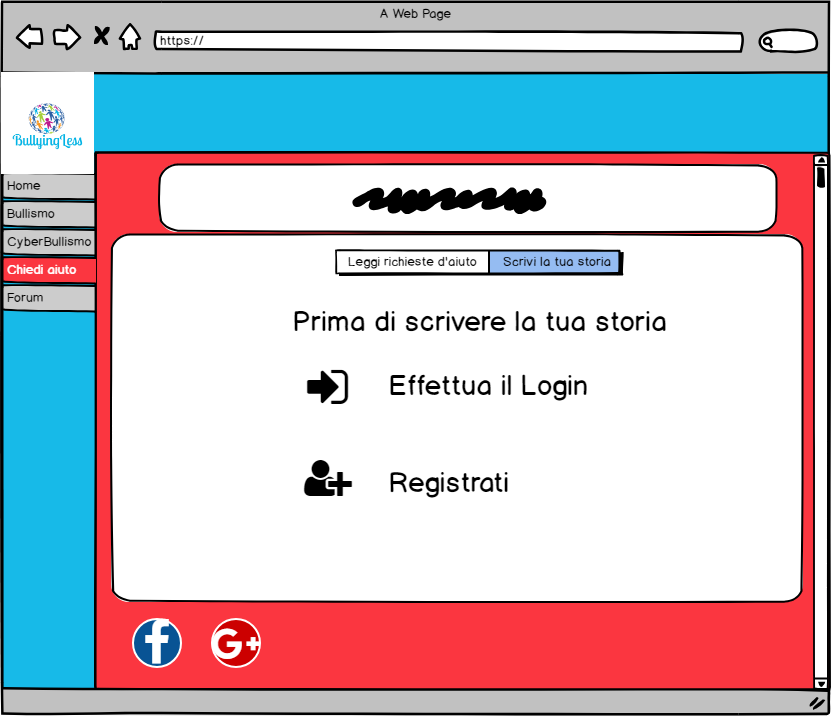 A Web Page
https://
BullyingLess
Home
Bullismo
CyberBullismo
Chiedi aiuto
Forum
Leggi richieste d'aiuto
Scrivi la tua storia
Prima di scrivere la tua storia
Effettua il Login
Registrati
f
G+